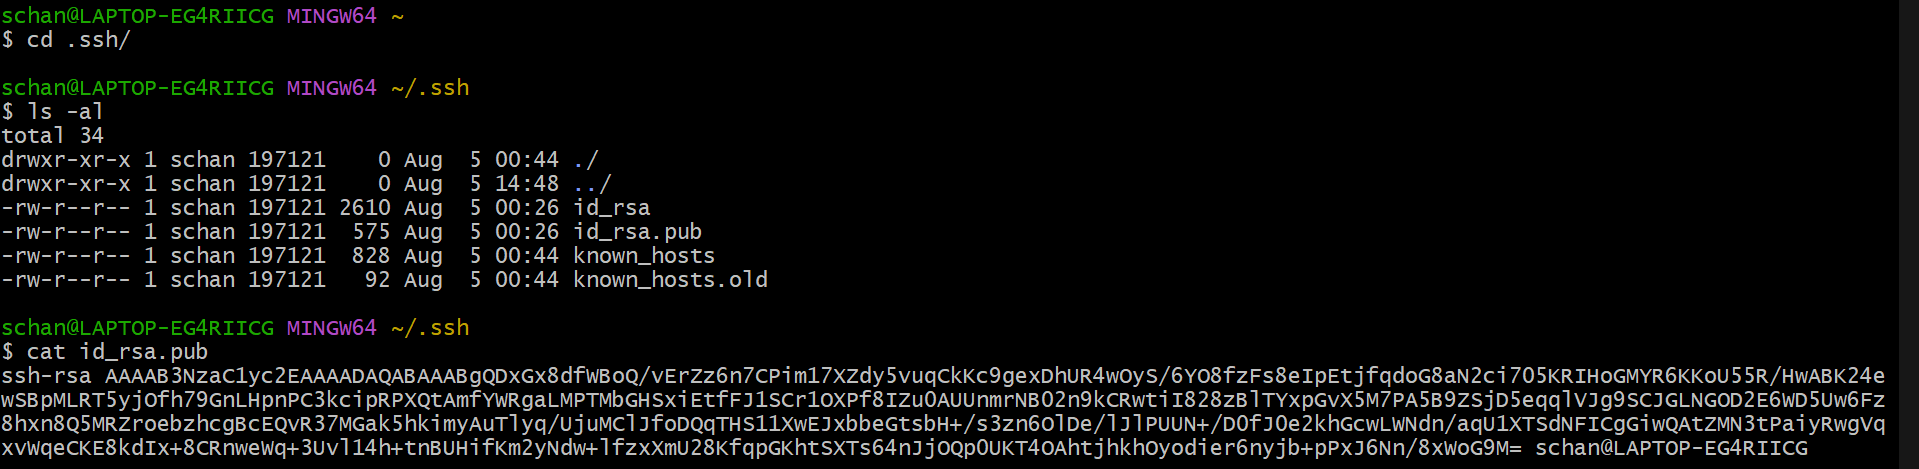 schan@LAPTOP-EG4RIICG MINGW64 ~
$ cd .ssh/
schan@LAPTOP-EG4RIICG MINGW64 ~/.ssh
$ ls -al
total 34
drwxr-xr-x 1 schan 197121    0 Aug  5 00:44 ./
drwxr-xr-x 1 schan 197121    0 Aug  5 14:48 ../
-rw-r--r-- 1 schan 197121 2610 Aug  5 00:26 id_rsa
-rw-r--r-- 1 schan 197121  575 Aug  5 00:26 id_rsa.pub
-rw-r--r-- 1 schan 197121  828 Aug  5 00:44 known_hosts
-rw-r--r-- 1 schan 197121   92 Aug  5 00:44 known_hosts.old
schan@LAPTOP-EG4RIICG MINGW64 ~/.ssh
$ cat id_rsa.pub
ssh-rsa AAAAB3NzaC1yc2EAAAADAQABAAABgQDxGx8dfWBoQ/vErZz6n7CPim17XZdy5vuqCkKc9gexDhUR4wOyS/6YO8fzFs8eIpEtjfqdoG8aN2ci7O5KRIHoGMYR6KKoU55R/HwABK24e
wSBpMLRT5yjOfh79GnLHpnPC3kcipRPXQtAmfYWRgaLMPTMbGHSxiEtfFJ1SCr1OXPf8IZu0AUUnmrNBO2n9kCRwtiI828zBlTYxpGvX5M7PA5B9ZSjD5eqqlVJg9SCJGLNGOD2E6WD5Uw6Fz
8hxn8Q5MRZroebzhcgBcEQvR37MGak5hkimyAuTlyq/UjuMClJfoDQqTHS11XwEJxbbeGtsbH+/s3zn6OlDe/lJlPUUN+/D0fJ0e2khGcwLWNdn/aqU1XTSdNFICgGiwQAtZMN3tPaiyRwgVq
xvWqeCKE8kdIx+8CRnweWq+3Uvl14h+tnBUHifKm2yNdw+lfzxXmU28KfqpGKhtSXTs64nJjOQp0UKT4OAhtjhkhOyodier6nyjb+pPxJ6Nn/8xWoG9M= schan@LAPTOP-EG4RIICG